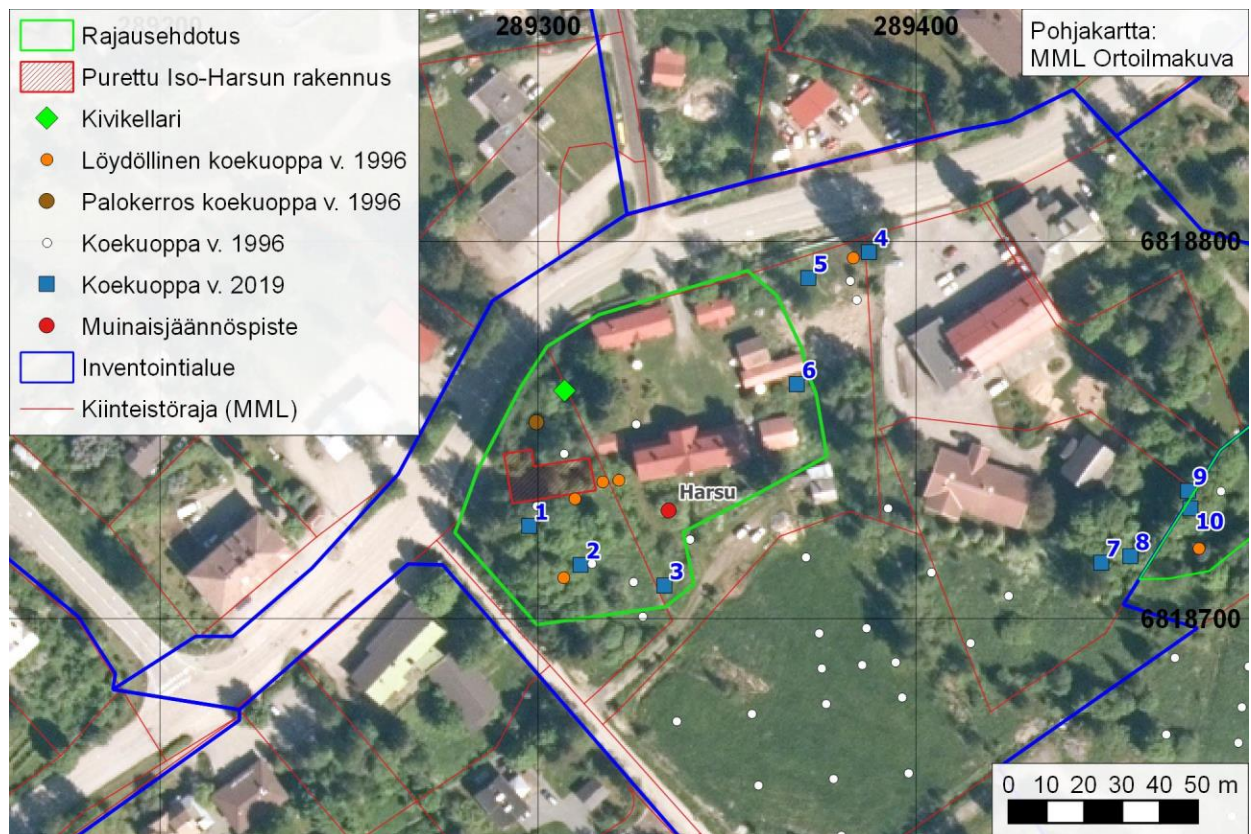 Rajausehdotus
Purettu Iso-Harsun rakennus
Kivikellari
Löydöllinen koekuoppa v. 1996
Palokerros koekuoppa v. 1996
Koekuoppa v. 1996
Koekuoppa v. 2019
Muinaisjäännöspiste
Inventointialue
Kiinteistöraja (MML)
289300
289400
Pohjakartta:
MML Ortoilmakuva
6818800
4
5
6
Harsu
1
2
3
9
10
7
8
6818700
0 10 20 30 40 50 m